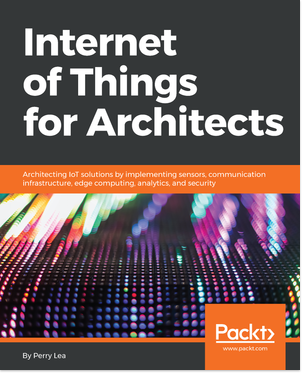 Internet
of Things
for Architects
Architecting IoT solutions by implementing sensors, communication
infrastructure, edge computing, analytics, and security
Packt>
www.packt.com
By Perry Lea